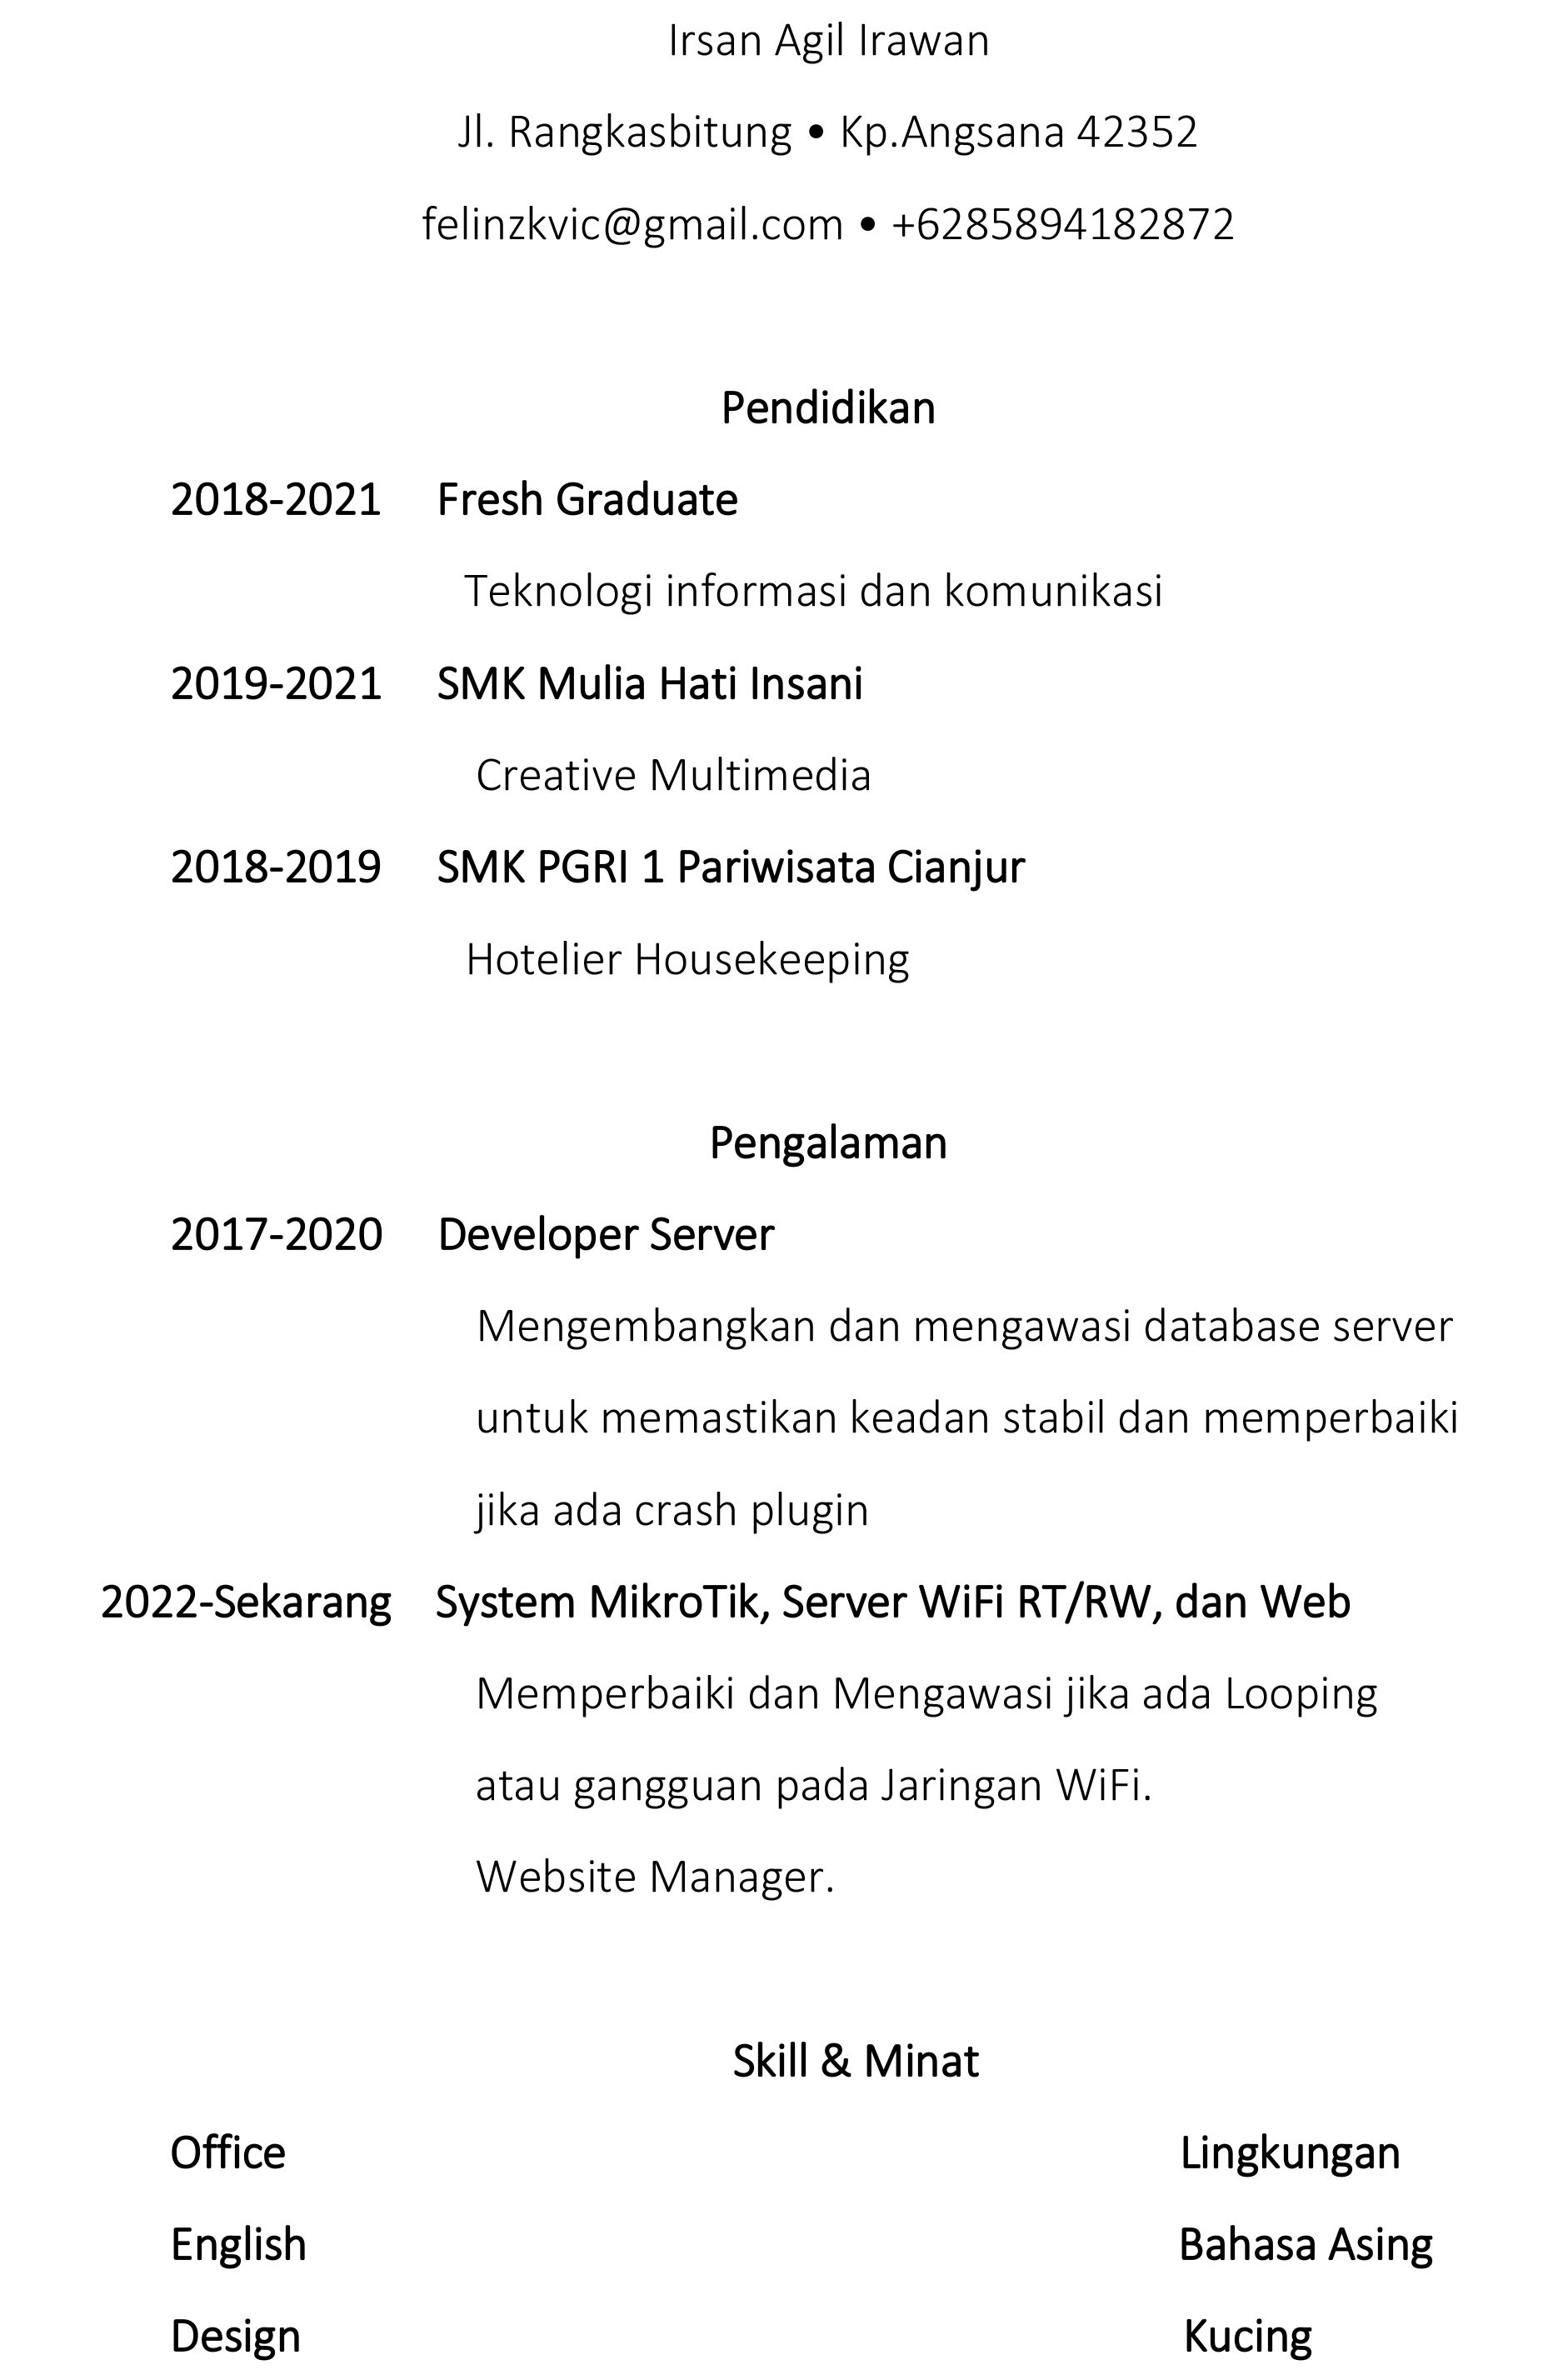 Irsan Agil Irawan
Jl. Rangkasbitung • Kp.Angsana 42352
felinzkvic@gmail.com • +6285894182872
Pendidikan
2018-2021 Fresh Graduate
Teknologi informasi dan komunikasi
2019-2021 SMK Mulia Hati Insani
Creative Multimedia
2018-2019 SMK PGRI 1 Pariwisata Cianjur
Hotelier Housekeeping
Pengalaman
2017-2020 Developer Server
Mengembangkan dan mengawasi database server
untuk memastikan keadan stabil dan memperbaiki
jika ada crash plugin
2022-Sekarang System MikroTik, Server WiFi RT/RW, dan Web
Memperbaiki dan Mengawasi jika ada Looping
atau gangguan pada Jaringan WiFi.
Website Manager.
Skill & Minat
Office Lingkungan
English Bahasa Asing
Design Kucing